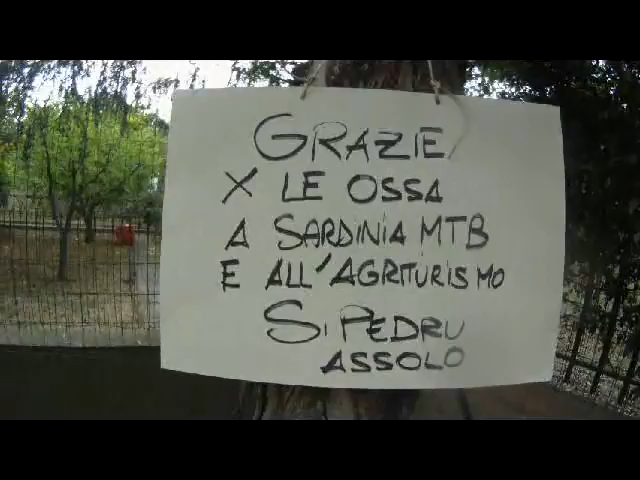 GRAZIE
X LE OSSA
A SARDINIA MTB
E ALL'AGRITURISMO
SI PEDRU
ASSOLO